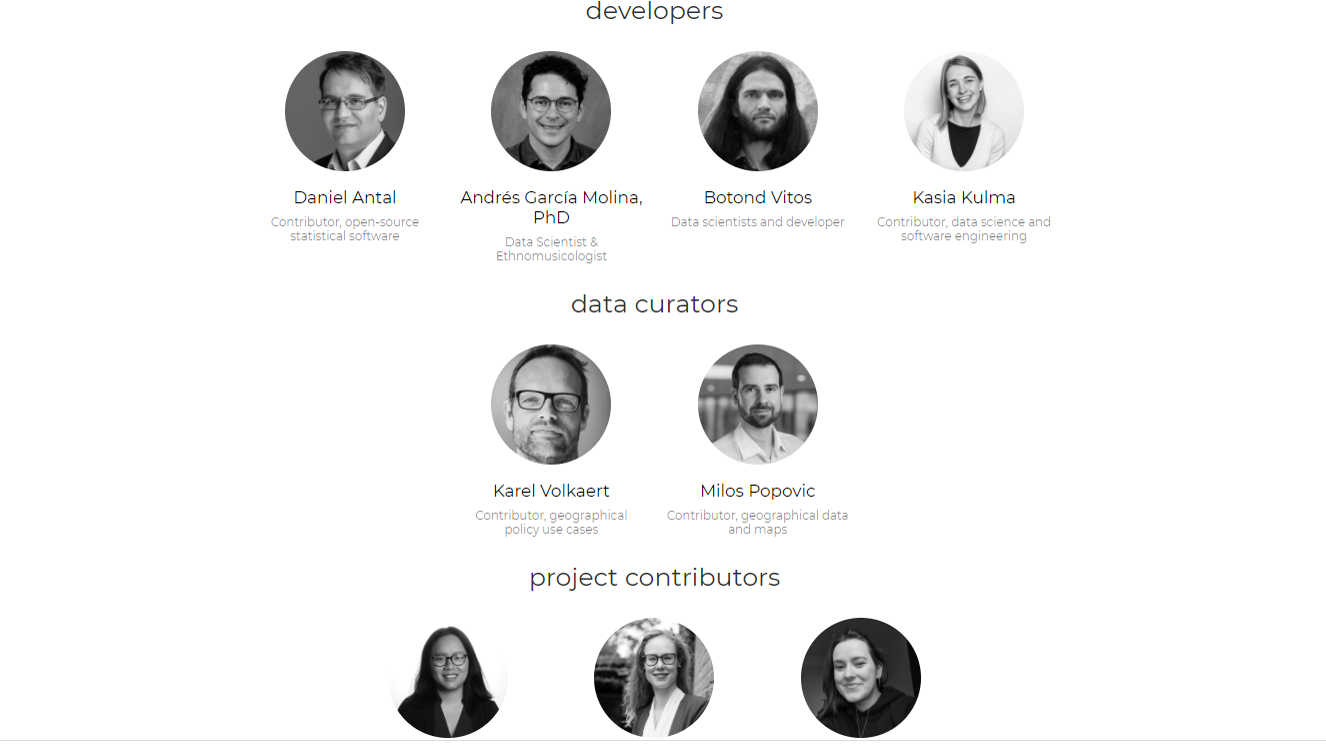 developers
Daniel Antal
Andrés García Molina,
PhD
Botond Vitos
Kasia Kulma
Contributor, open-source
statistical software
Data Scientist &
Ethnomusicologist
Data scientists and developer
Contributor, data science and
software engineering
data curators
Karel Volkaert
Milos Popovic
Contributor, geographical
policy use cases
Contributor, geographical data
and maps
project contributors